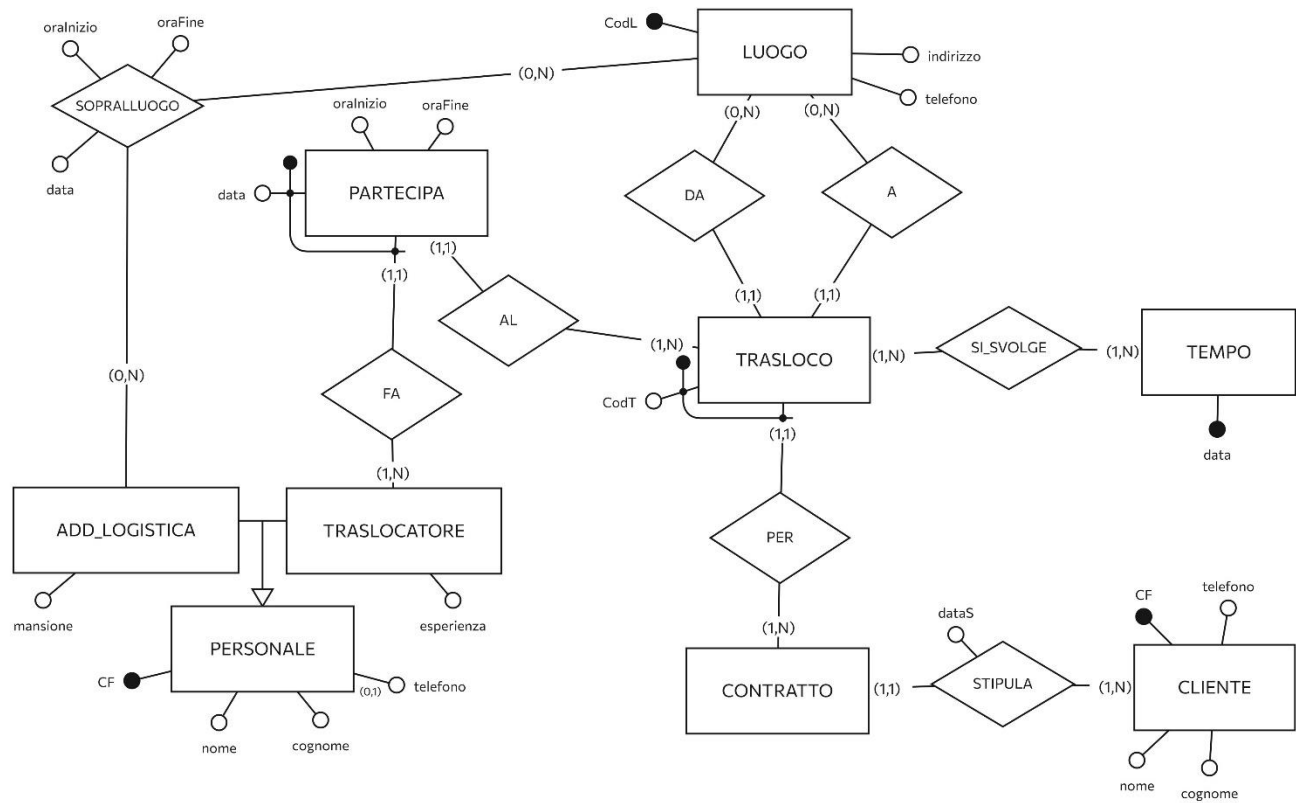 oraInizio
oraFine
SOPRALLUOGO
data
(0,N)
CodL
LUOGO
indirizzo
telefono
(0,N)
(0,N)
oraInizio
oraFine
data
PARTECIPA
(1,1)
(1,1)
DA
A
(1,1)
(1,1)
AL
(1,N)
TRASLOCO
CodT
(1,N)
SI_SVOLGE
(1,N)
TEMPO
data
(0,N)
FA
(1,N)
(1,1)
ADD_LOGISTICA
TRASLOCATORE
mansione
esperienza
PER
PERSONALE
CF
(0,1)
telefono
nome
cognome
(1,N)
CONTRATTO
(1,1)
dataS
STIPULA
(1,N)
CF
telefono
CLIENTE
nome
cognome